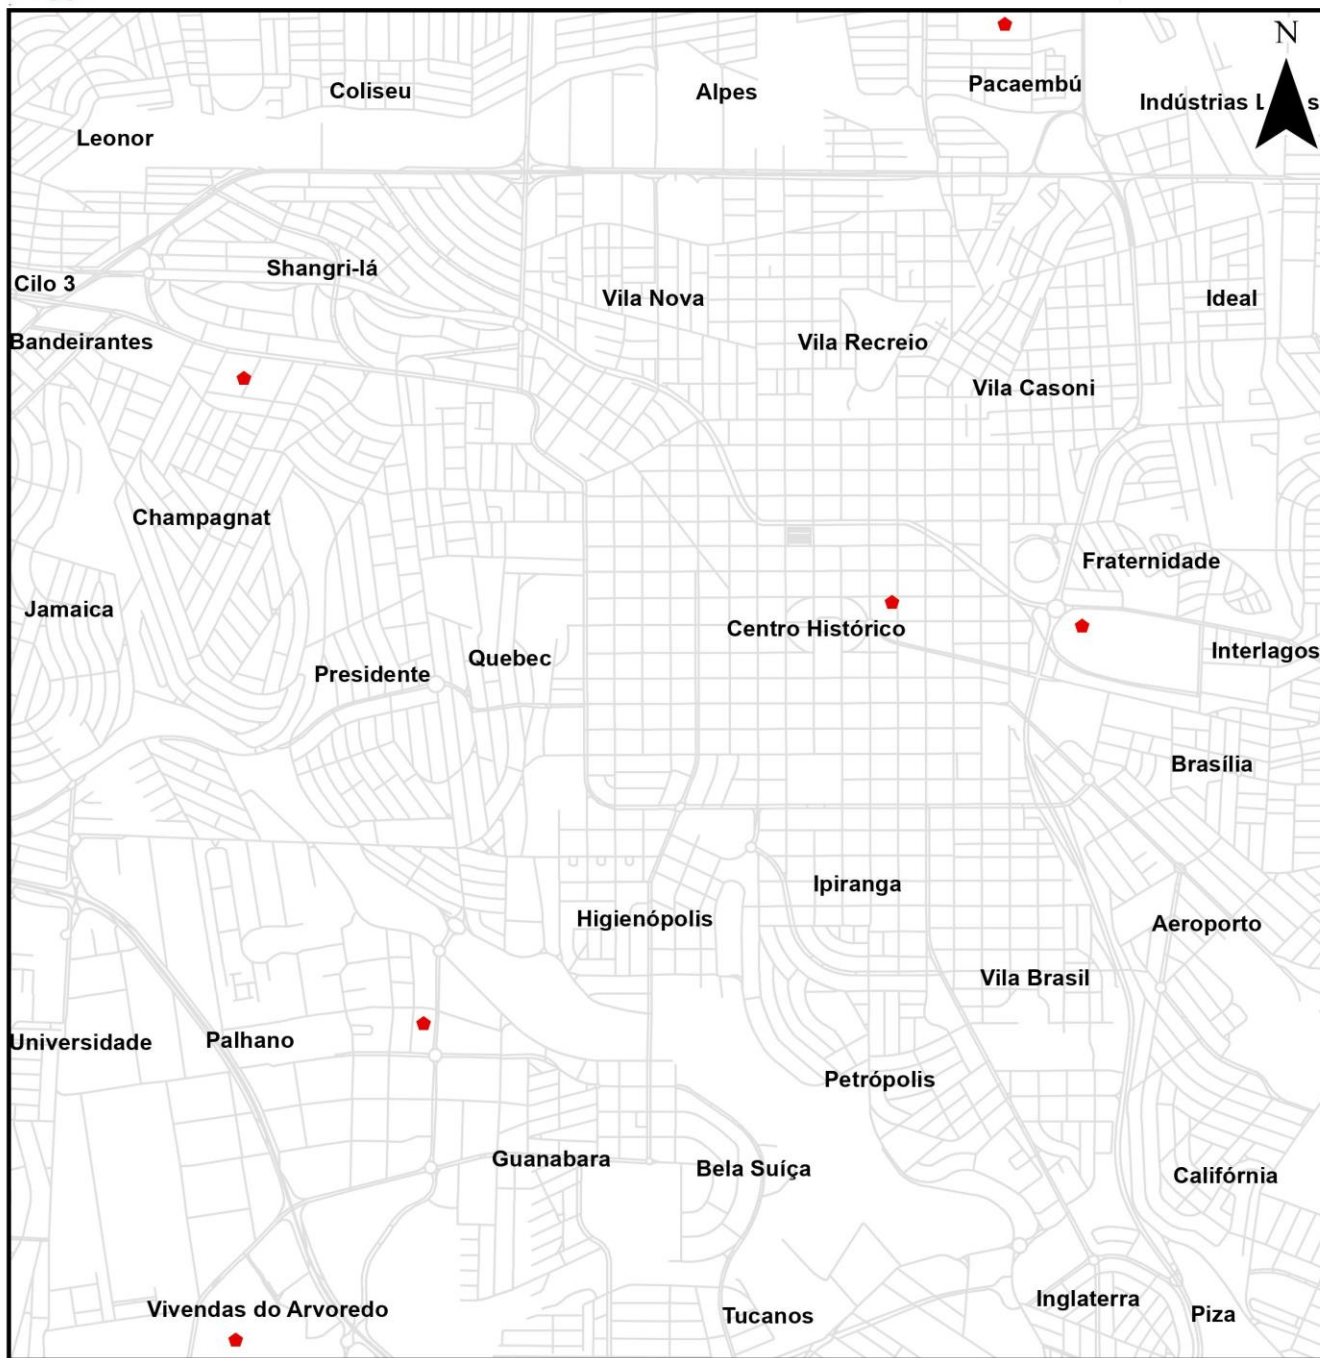 N
Pacaembú
Coliseu
Alpes
Indústrias L
Leonor
Shangri-lá
Cilo 3
Vila Nova
Ideal
Bandeirantes
Vila Recreio
Vila Casoni
Champagnat
Fraternidade
Jamaica
Centro Histórico
Interlagos
Quebec
Presidente
Brasília
Ipiranga
Higienópolis
Aeroporto
Vila Brasil
Universidade
Palhano
Petrópolis
Guanabara
Bela Suíça
Califórnia
Vivendas do Arvoredo
Inglaterra
Tucanos
Piza